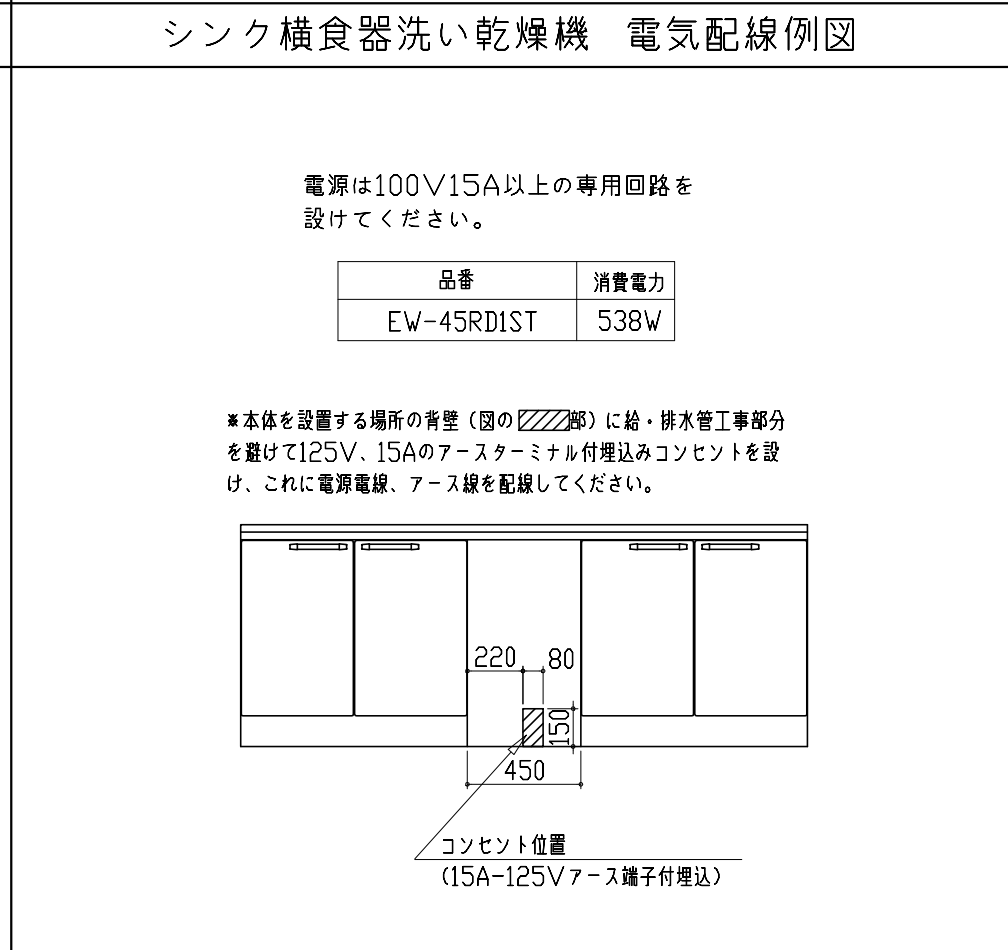 シンク横食器洗い乾燥機 電気配線例図
電源は100V15A以上の専用回路を
設けてください。
品番 消費電力
EW-45RD1ST 538W
※本体を設置する場所の背壁（図の 部）に給・排水管工事部分
を避けて125V、15Aのアースターミナル付埋込みコンセントを設
け、これに電源電線、アース線を配線してください。
220 80
150
450
コンセント位置
(15A-125Vアース端子付埋込)